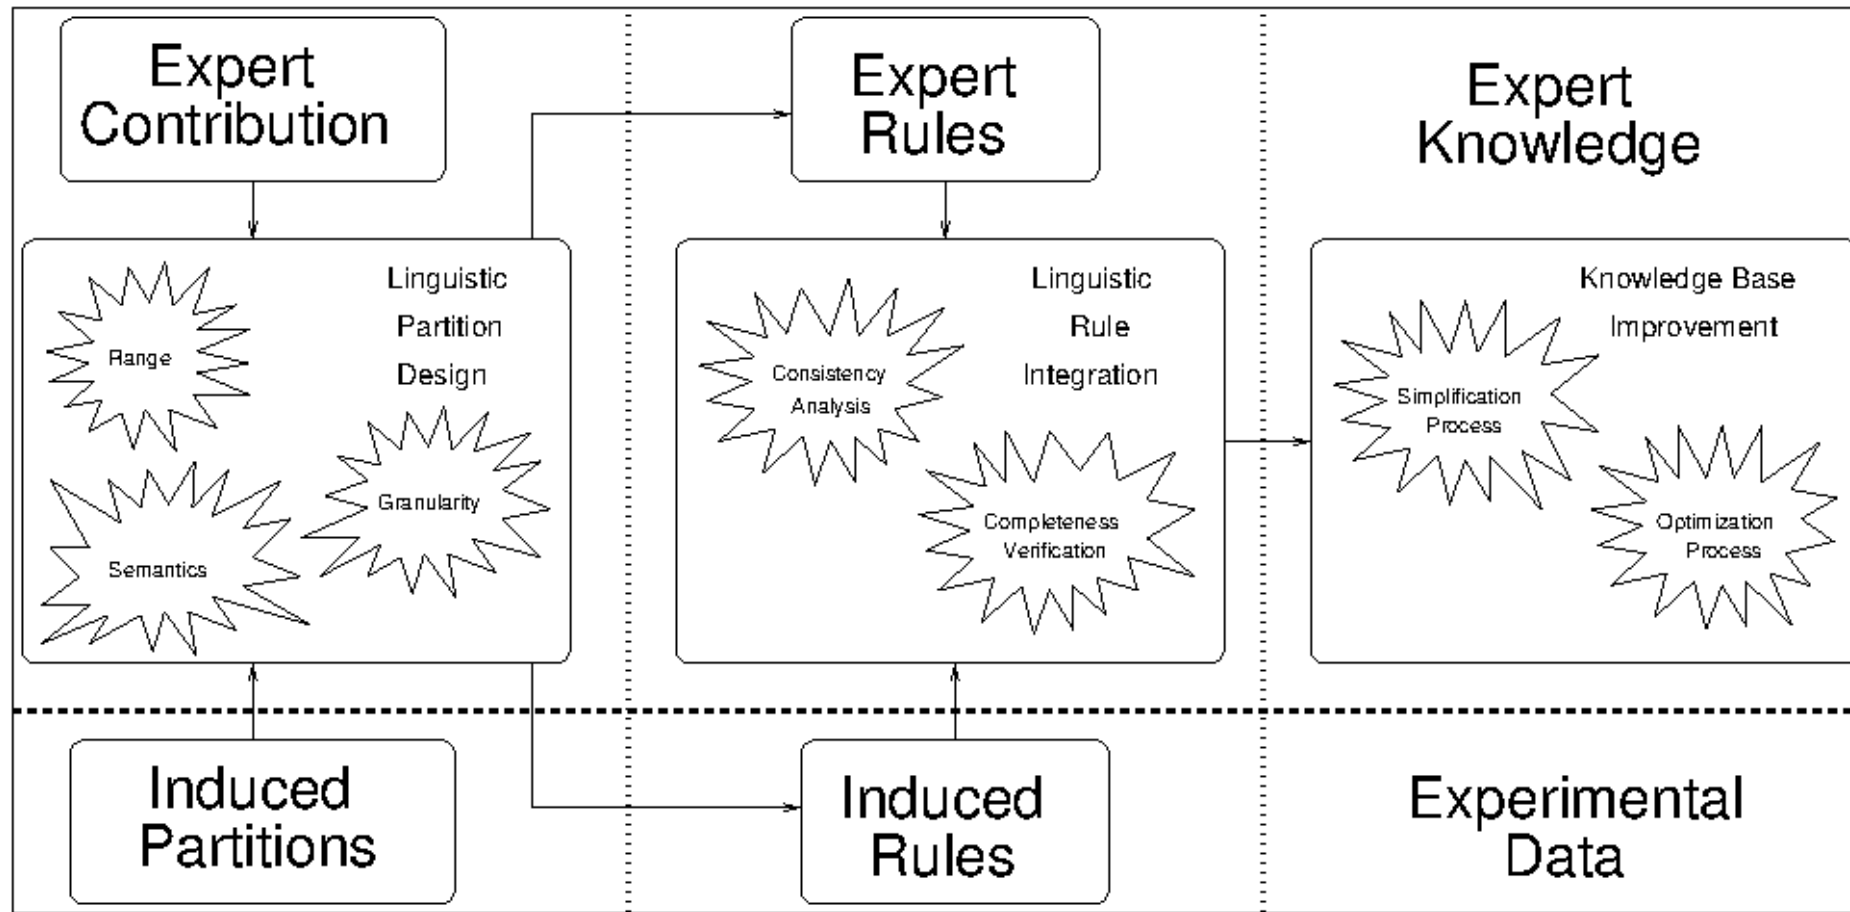 Expert
Contribution
Expert
Rules
Expert
Knowledge
Linguistic
Partition
Design
Range
Granularity
Semantics
Linguistic
Rule
Integration
Consistency
Analysis
Completeness
Verification
Knowledge Base
Improvement
Simplification
Process
Optimization
Process
Induced
Partitions
Induced
Rules
Experimental
Data